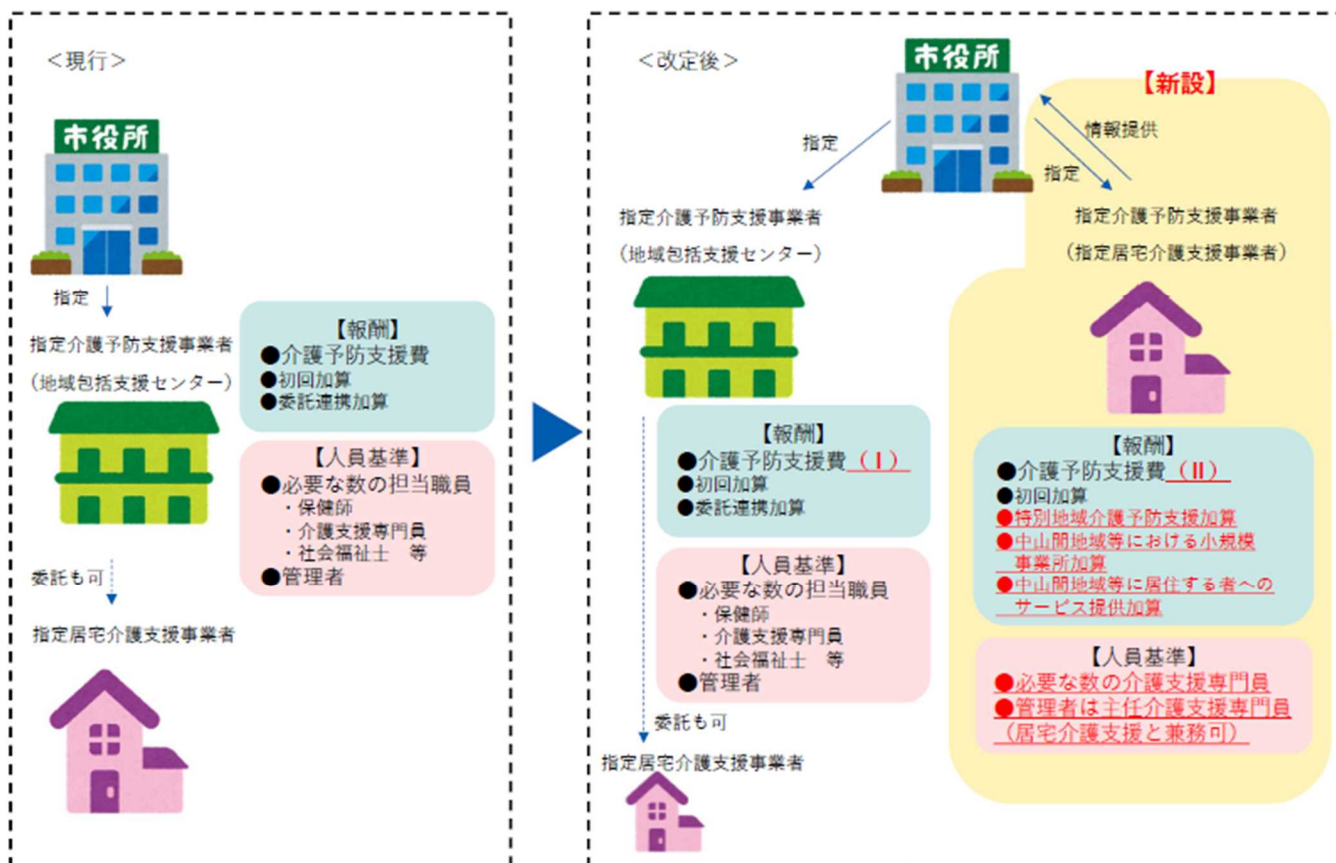 ＜現行＞
市役所
指定
指定介護予防支援事業者
（地域包括支援センター）
【報酬】
●介護予防支援費
●初回加算
●委託連携加算
【人員基準】
●必要な数の担当職員
・保健師
・介護支援専門員
・社会福祉士　等
●管理者
委託も可
指定居宅介護支援事業者
＜改定後＞
市役所
指定
指定介護予防支援事業者
（地域包括支援センター）
【報酬】
●介護予防支援費（Ⅰ）
●初回加算
●委託連携加算
【人員基準】
●必要な数の担当職員
・保健師
・介護支援専門員
・社会福祉士　等
●管理者
委託も可
指定居宅介護支援事業者
【新設】
情報提供
指定
指定介護予防支援事業者
（指定居宅介護支援事業者）
【報酬】
●介護予防支援費（Ⅱ）
●初回加算
●特別地域介護予防支援加算
●中山間地域等における小規模
事業所加算
●中山間地域等に居住する者への
サービス提供加算
【人員基準】
●必要な数の介護支援専門員
●管理者は主任介護支援専門員
（居宅介護支援と兼務可）